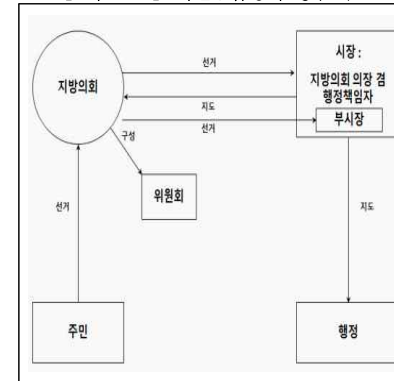 선거
시장 :
지방의회 의장 겸
행정책임자
부시장
지방의회
지도
선거
구성
위원회
선거
지도
주민
행정